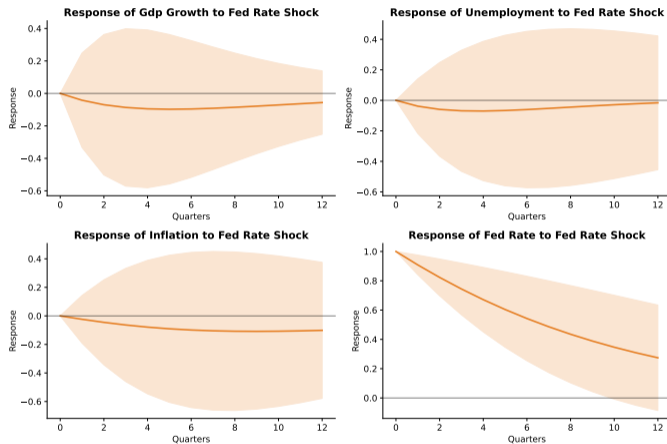 Response of Gdp Growth to Fed Rate Shock
Response
0.4
0.2
0.0
−0.2
−0.4
−0.6
0 2 4 6 8 10 12
Quarters
Response of Unemployment to Fed Rate Shock
Response
0.4
0.2
0.0
−0.2
−0.4
−0.6
0 2 4 6 8 10 12
Quarters
Response of Inflation to Fed Rate Shock
Response
0.4
0.2
0.0
−0.2
−0.4
−0.6
0 2 4 6 8 10 12
Quarters
Response of Fed Rate to Fed Rate Shock
Response
1.0
0.8
0.6
0.4
0.2
0.0
0 2 4 6 8 10 12
Quarters